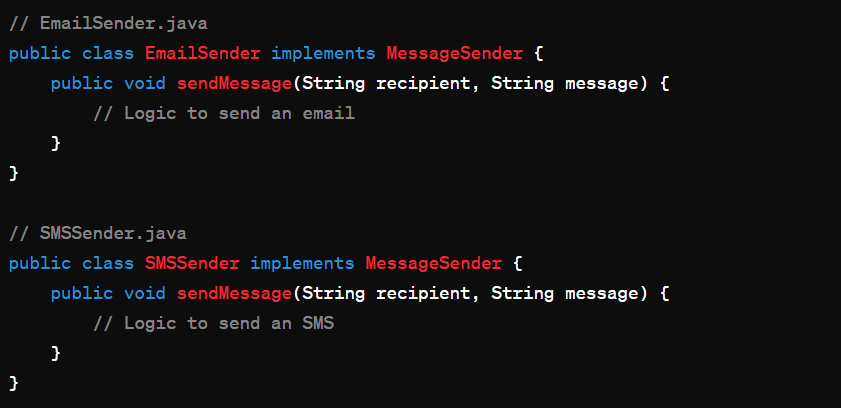 // EmailSender.java
public class EmailSender implements MessageSender {
    public void sendMessage(String recipient, String message) {
        // Logic to send an email
    }
}

// SMSSender.java
public class SMSSender implements MessageSender {
    public void sendMessage(String recipient, String message) {
        // Logic to send an SMS
    }
}